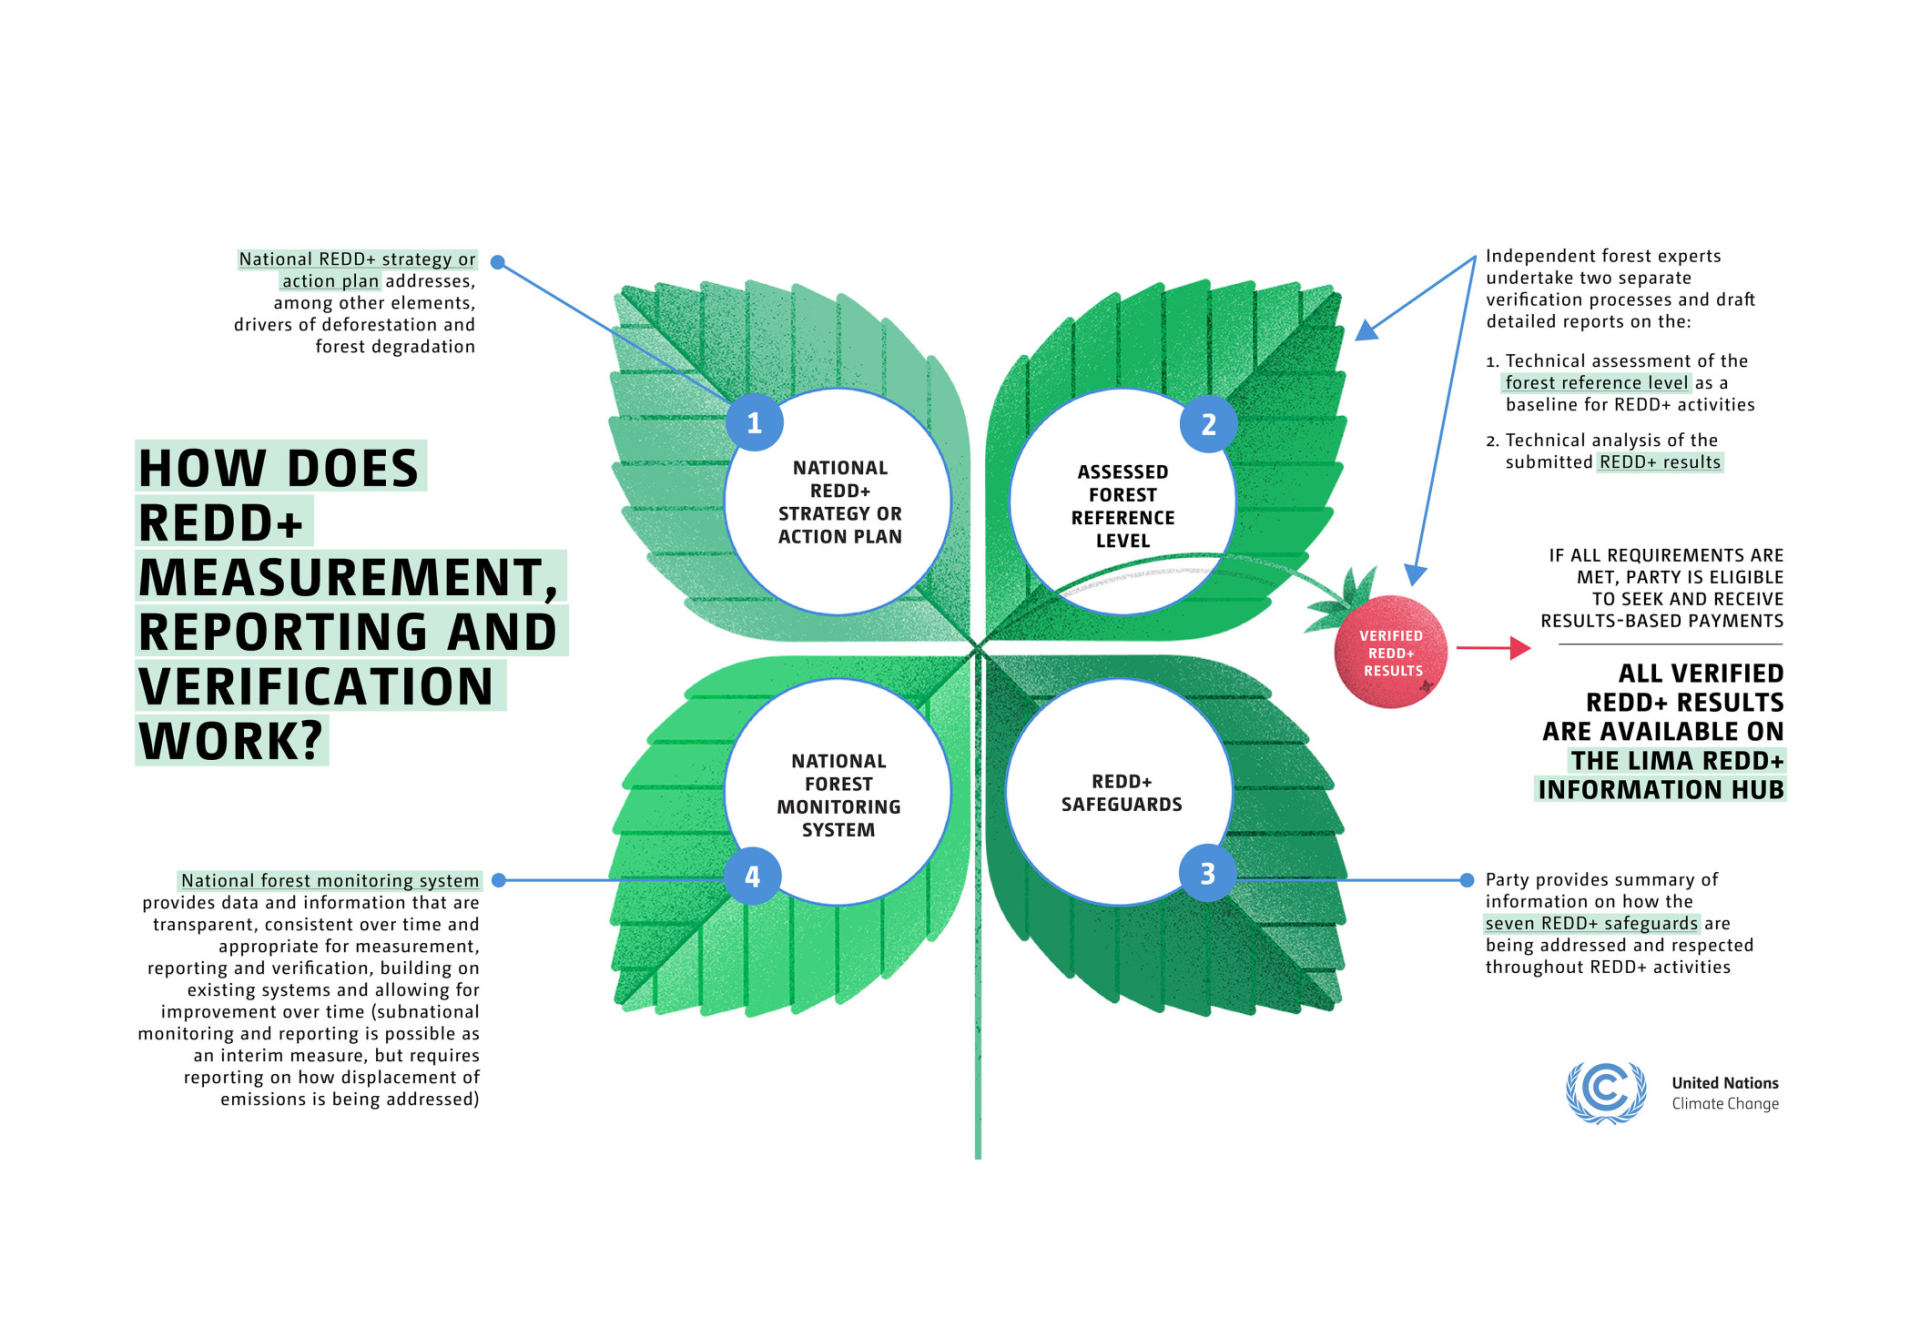 HOW DOES
REDD+
MEASUREMENT,
REPORTING AND
VERIFICATION
WORK?
National REDD+ strategy or
action plan addresses,
among other elements,
drivers of deforestation and
forest degradation
1
NATIONAL
REDD+
STRATEGY OR
ACTION PLAN
2
ASSESSED
FOREST
REFERENCE
LEVEL
Independent forest experts
undertake two separate
verification processes and draft
detailed reports on the:
1. Technical assessment of the
forest reference level as a
baseline for REDD+ activities
2. Technical analysis of the
submitted REDD+ results
VERIFIED
REDD+
RESULTS
IF ALL REQUIREMENTS ARE
MET, PARTY IS ELIGIBLE
TO SEEK AND RECEIVE
RESULTS-BASED PAYMENTS
ALL VERIFIED
REDD+ RESULTS
ARE AVAILABLE ON
THE LIMA REDD+
INFORMATION HUB
REDD+
SAFEGUARDS
3
Party provides summary of
information on how the
seven REDD+ safeguards are
being addressed and respected
throughout REDD+ activities
NATIONAL
FOREST
MONITORING
SYSTEM
4
National forest monitoring system
provides data and information that are
transparent, consistent over time and
appropriate for measurement,
reporting and verification, building on
existing systems and allowing for
improvement over time (subnational
monitoring and reporting is possible as
an interim measure, but requires
reporting on how displacement of
emissions is being addressed)
United Nations
Climate Change